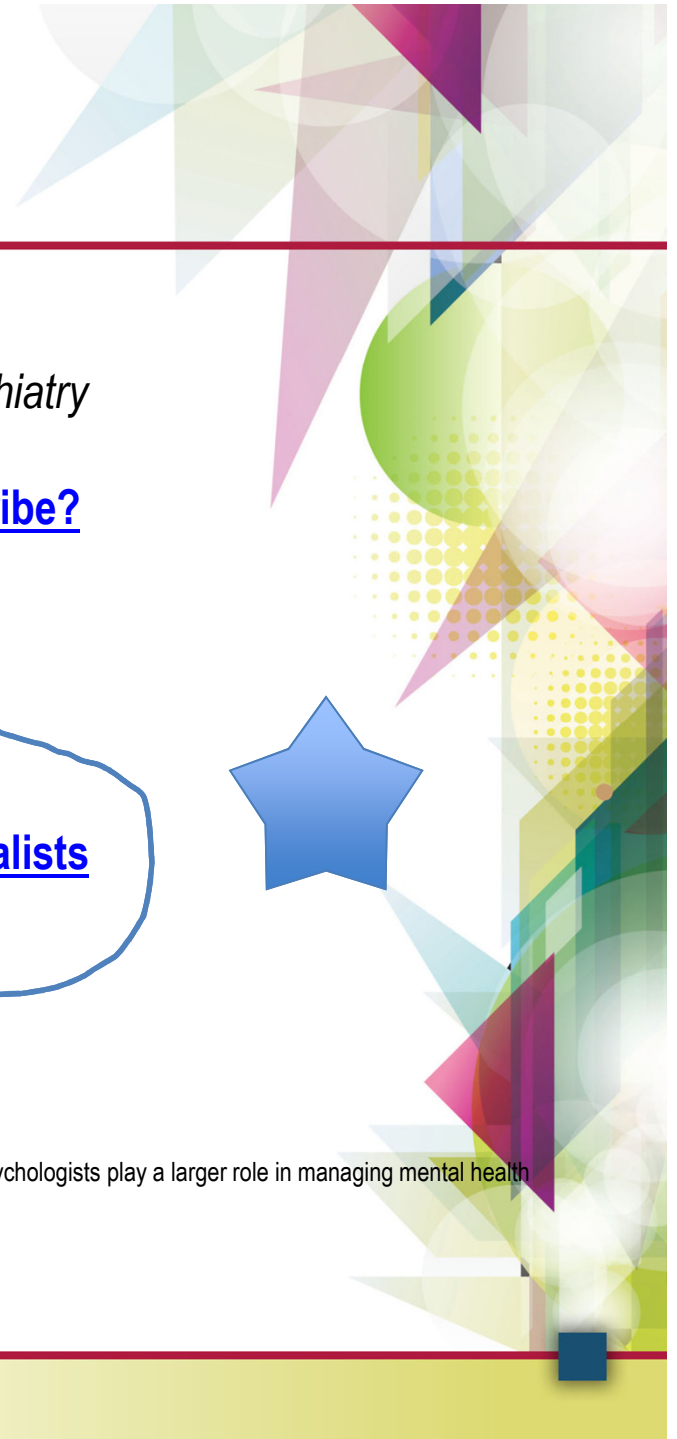 hiatry
ibe?
alists
ychologists play a larger role in managing mental health